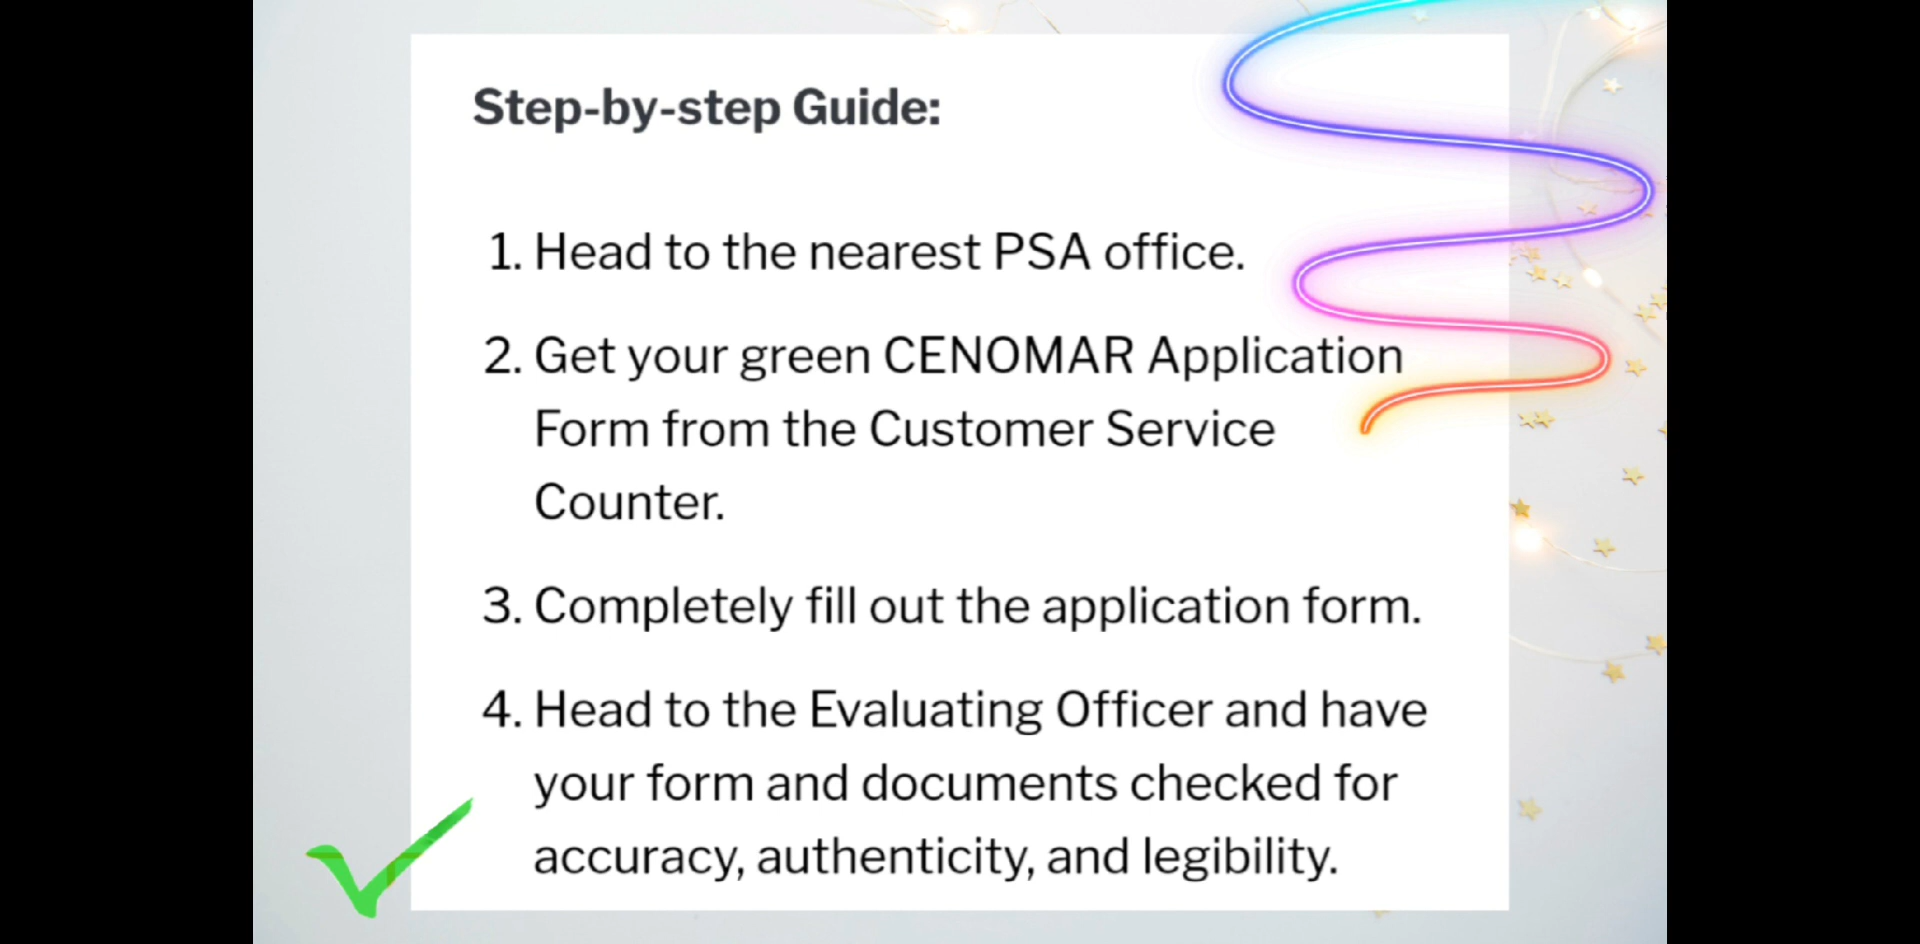 Step-by-step Guide:
1. Head to the nearest PSA office.
2. Get your green CENOMAR Application
Form from the Customer Service
Counter.
3. Completely fill out the application form.
4. Head to the Evaluating Officer and have
your form and documents checked for
accuracy, authenticity, and legibility.